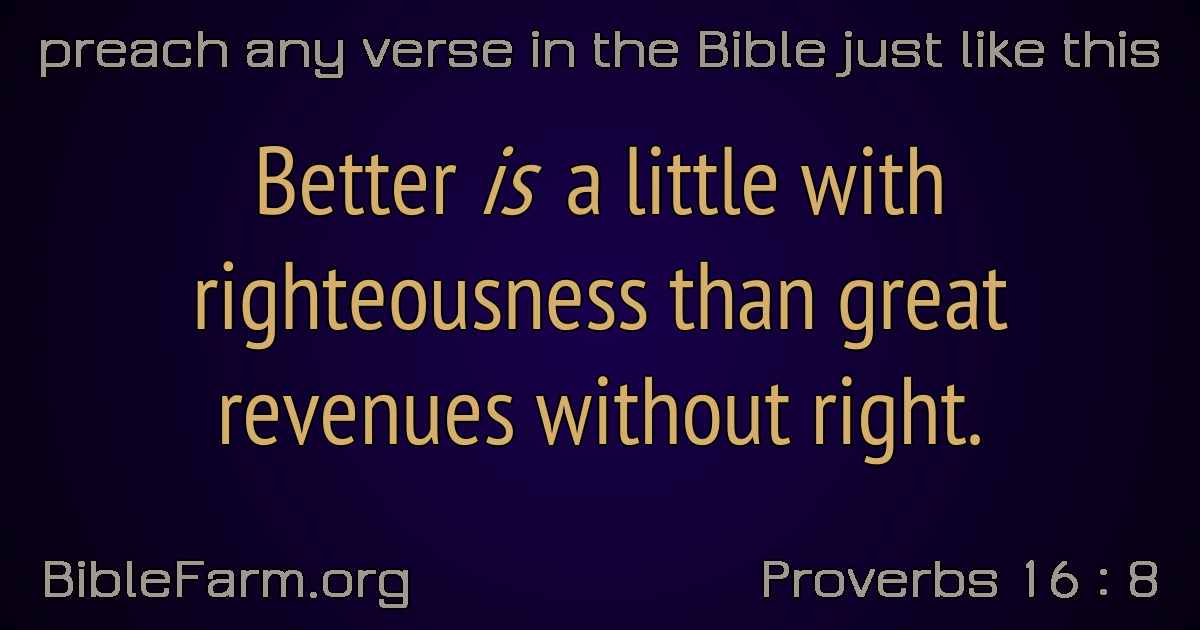 preach any verse in the Bible just like this
Better is a little with
righteousness than great
revenues without right.
BibleFarm.org
Proverbs 16 : 8